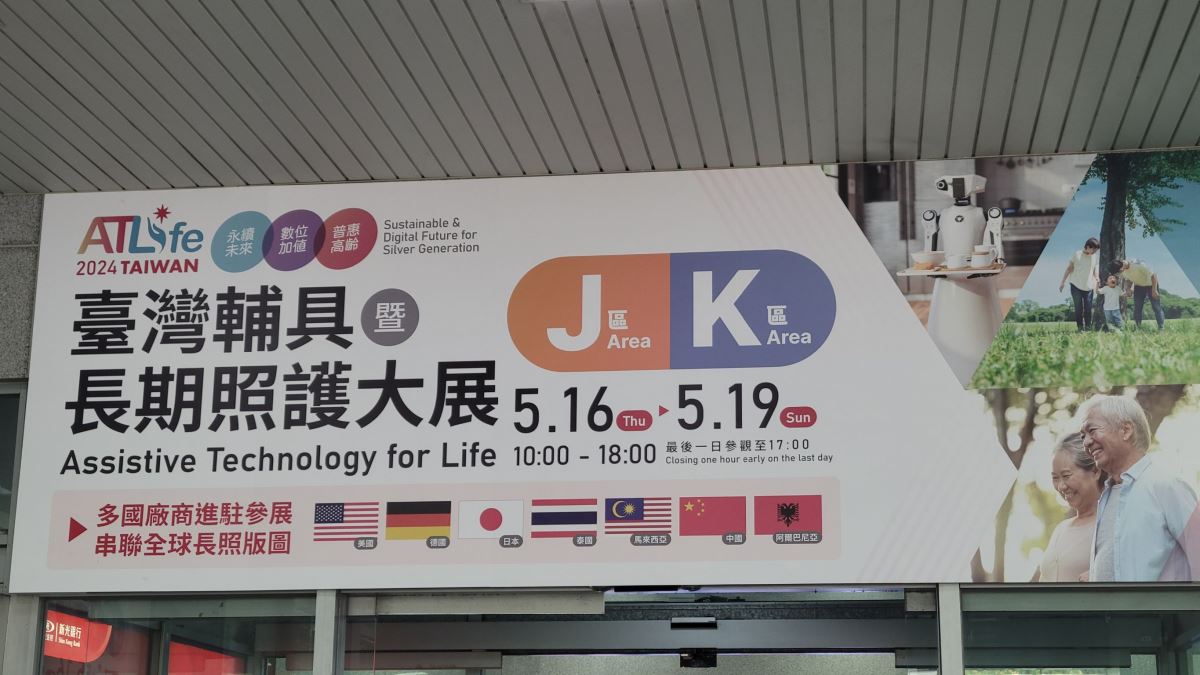 ATLife
2024 TAIWAN
永續
未來
數位
加值
普惠
高齡
Sustainable &
Digital Future for
Silver Generation
臺灣輔具暨
長期照護大展
Assistive Technology for Life
J區
Area
K區
Area
5.16 Thu ▸ 5.19 Sun
10:00 - 18:00
最後一日參觀至17:00
Closing one hour early on the last day
多國廠商進駐參展
串聯全球長照版圖
美國
德國
日本
泰國
馬來西亞
中國
阿爾巴尼亞
新光銀行
Shin Kong Bank